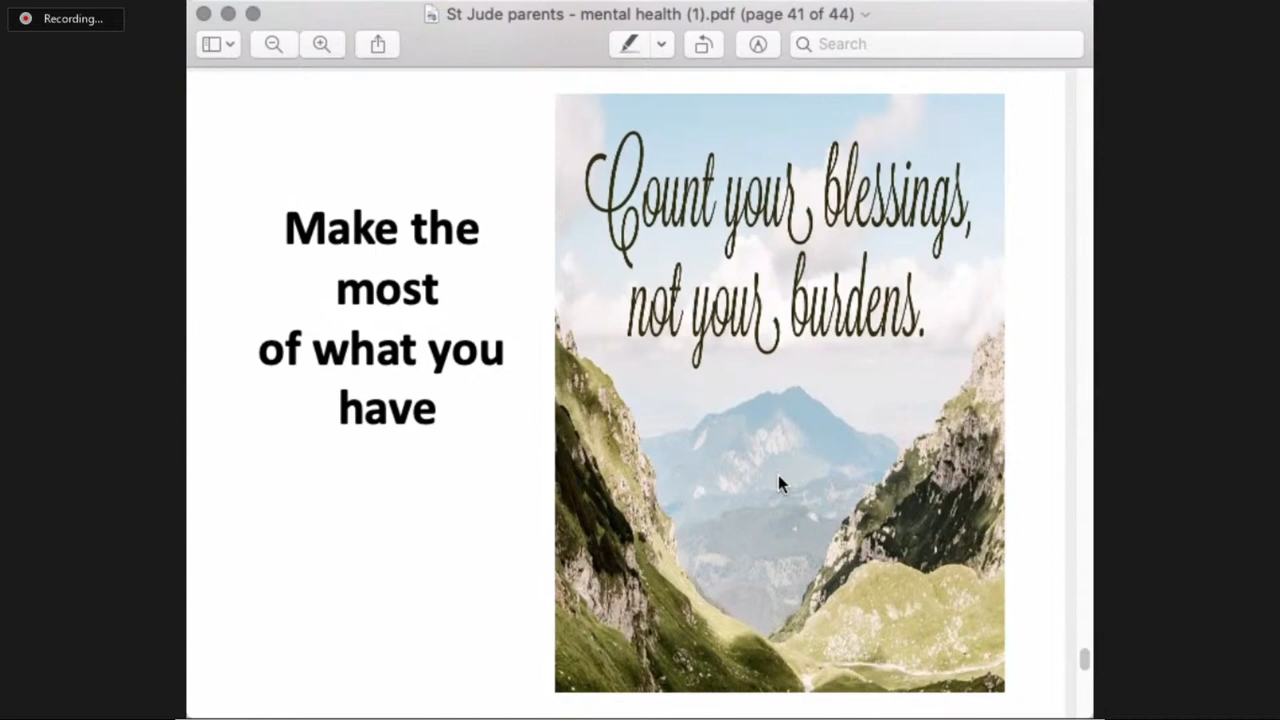 Recording...
St Jude parents - mental health (1).pdf (page 41 of 44)
Search
Make the
most
of what you
have
Count your blessings,
not your burdens.